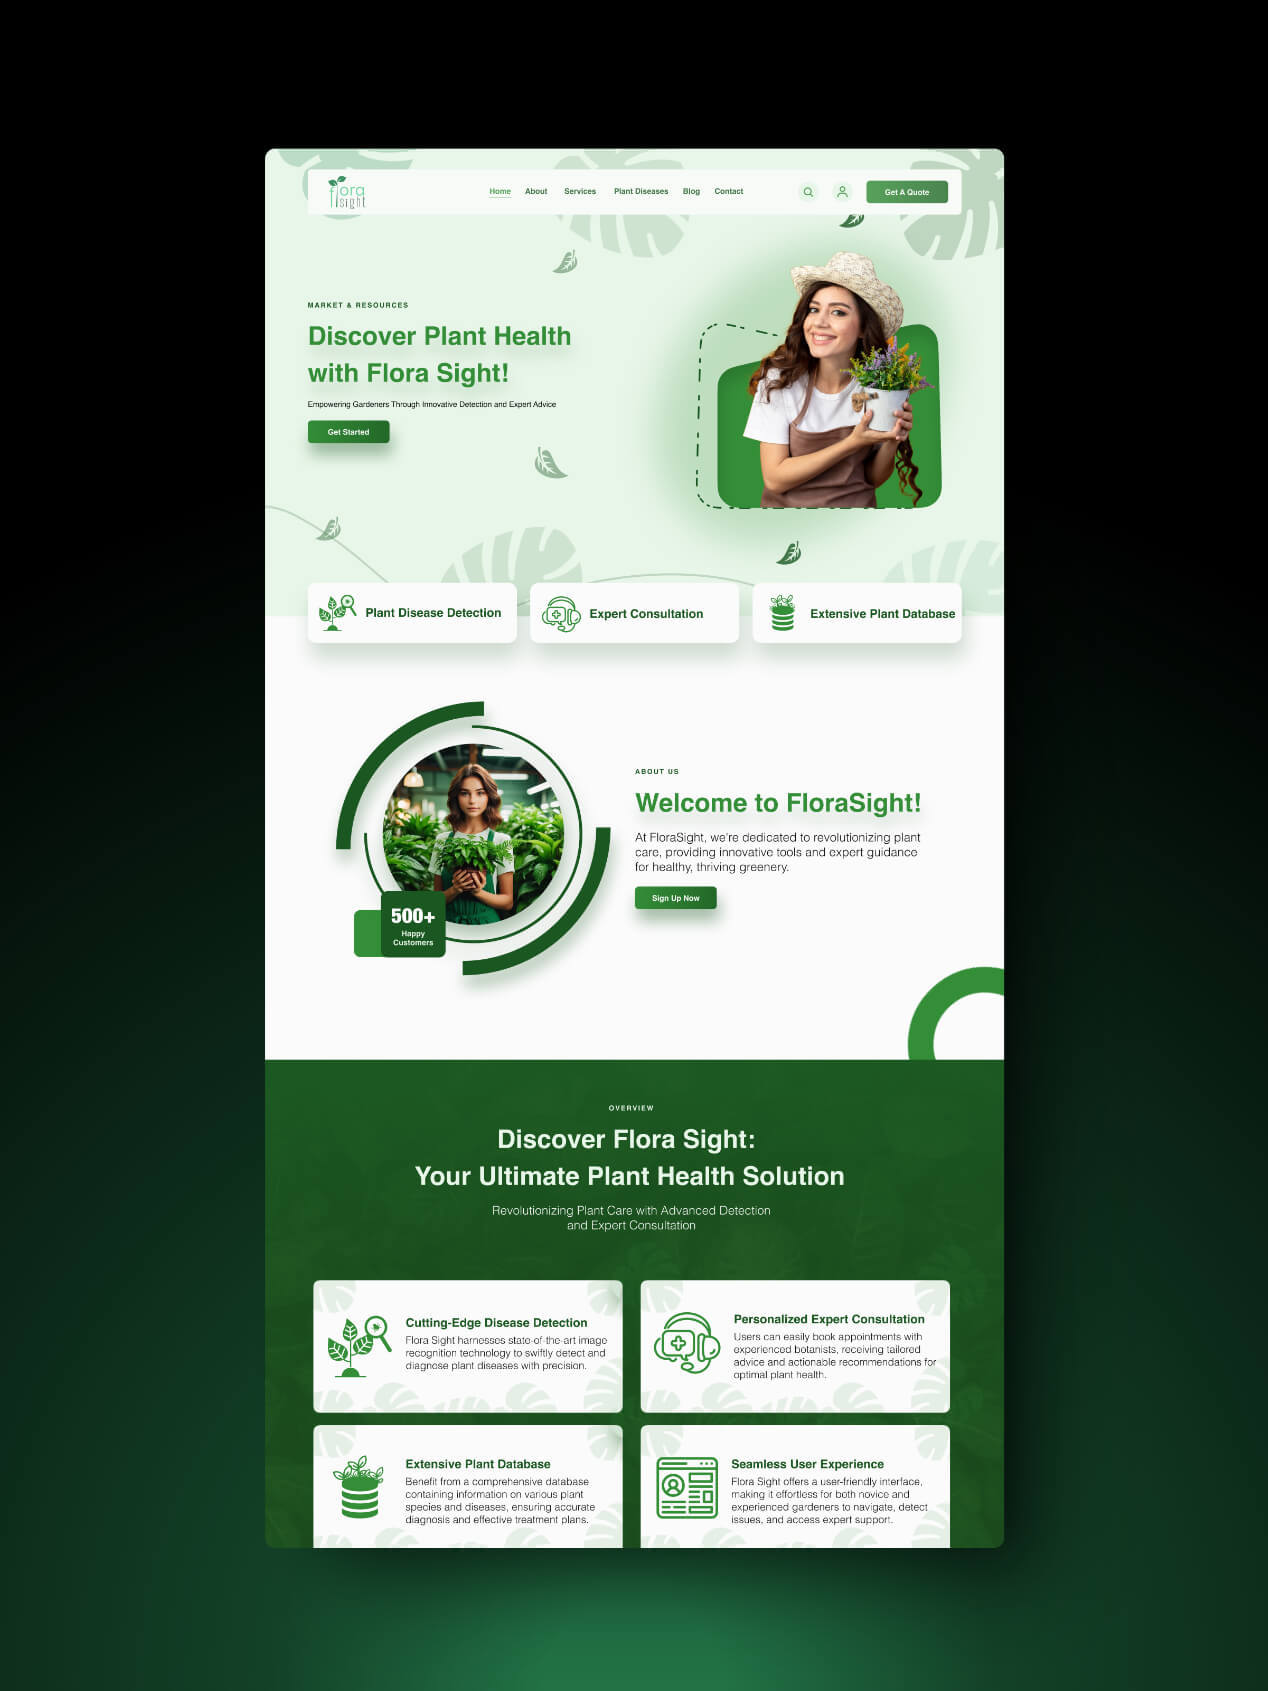 flora
sight
Home About Services Plant Diseases Blog Contact
Get A Quote
MARKET & RESOURCES
Discover Plant Health
with Flora Sight!
Empowering Gardeners Through Innovative Detection and Expert Advice
Get Started
Plant Disease Detection
Expert Consultation
Extensive Plant Database
ABOUT US
Welcome to FloraSight!
At FloraSight, we're dedicated to revolutionizing plant
care, providing innovative tools and expert guidance
for healthy, thriving greenery.
Sign Up Now
500+
Happy
Customers
OVERVIEW
Discover Flora Sight:
Your Ultimate Plant Health Solution
Revolutionizing Plant Care with Advanced Detection
and Expert Consultation
Cutting-Edge Disease Detection
Flora Sight harnesses state-of-the-art image
recognition technology to swiftly detect and
diagnose plant diseases with precision.
Personalized Expert Consultation
Users can easily book appointments with
experienced botanists, receiving tailored
advice and actionable recommendations for
optimal plant health.
Extensive Plant Database
Benefit from a comprehensive database
containing information on various plant
species and diseases, ensuring accurate
diagnosis and effective treatment plans.
Seamless User Experience
Flora Sight offers a user-friendly interface,
making it effortless for both novice and
experienced gardeners to navigate, detect
issues, and access expert support.